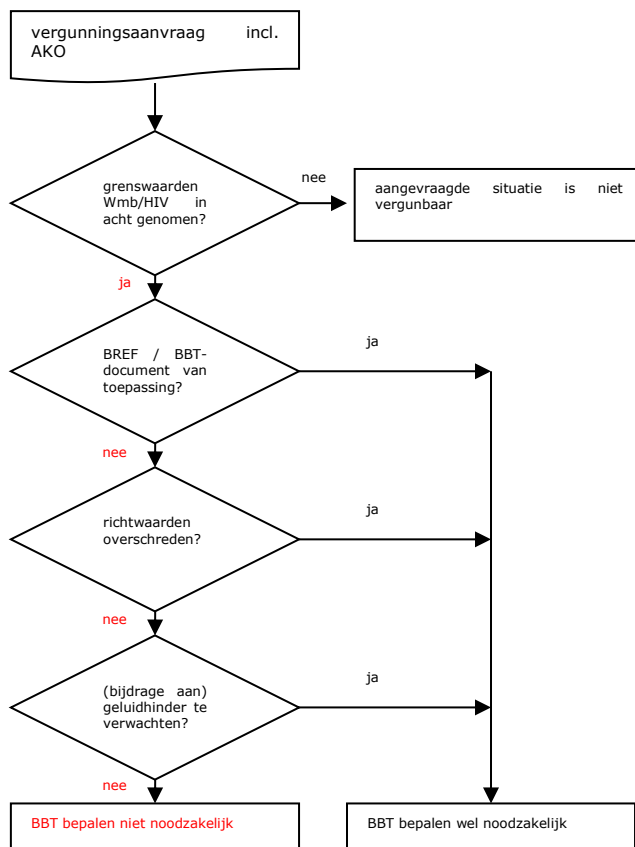 vergunningsaanvraag incl.
AKO
grenswaarden
Wmb/HIV in
acht genomen?
nee
aangevraagde situatie is niet
vergunbaar
ja
BREF / BBT-
document van
toepassing?
ja
nee
richtwaarden
overschreden?
ja
nee
(bijdrage aan)
geluidhinder te
verwachten?
ja
nee
BBT bepalen niet noodzakelijk
BBT bepalen wel noodzakelijk